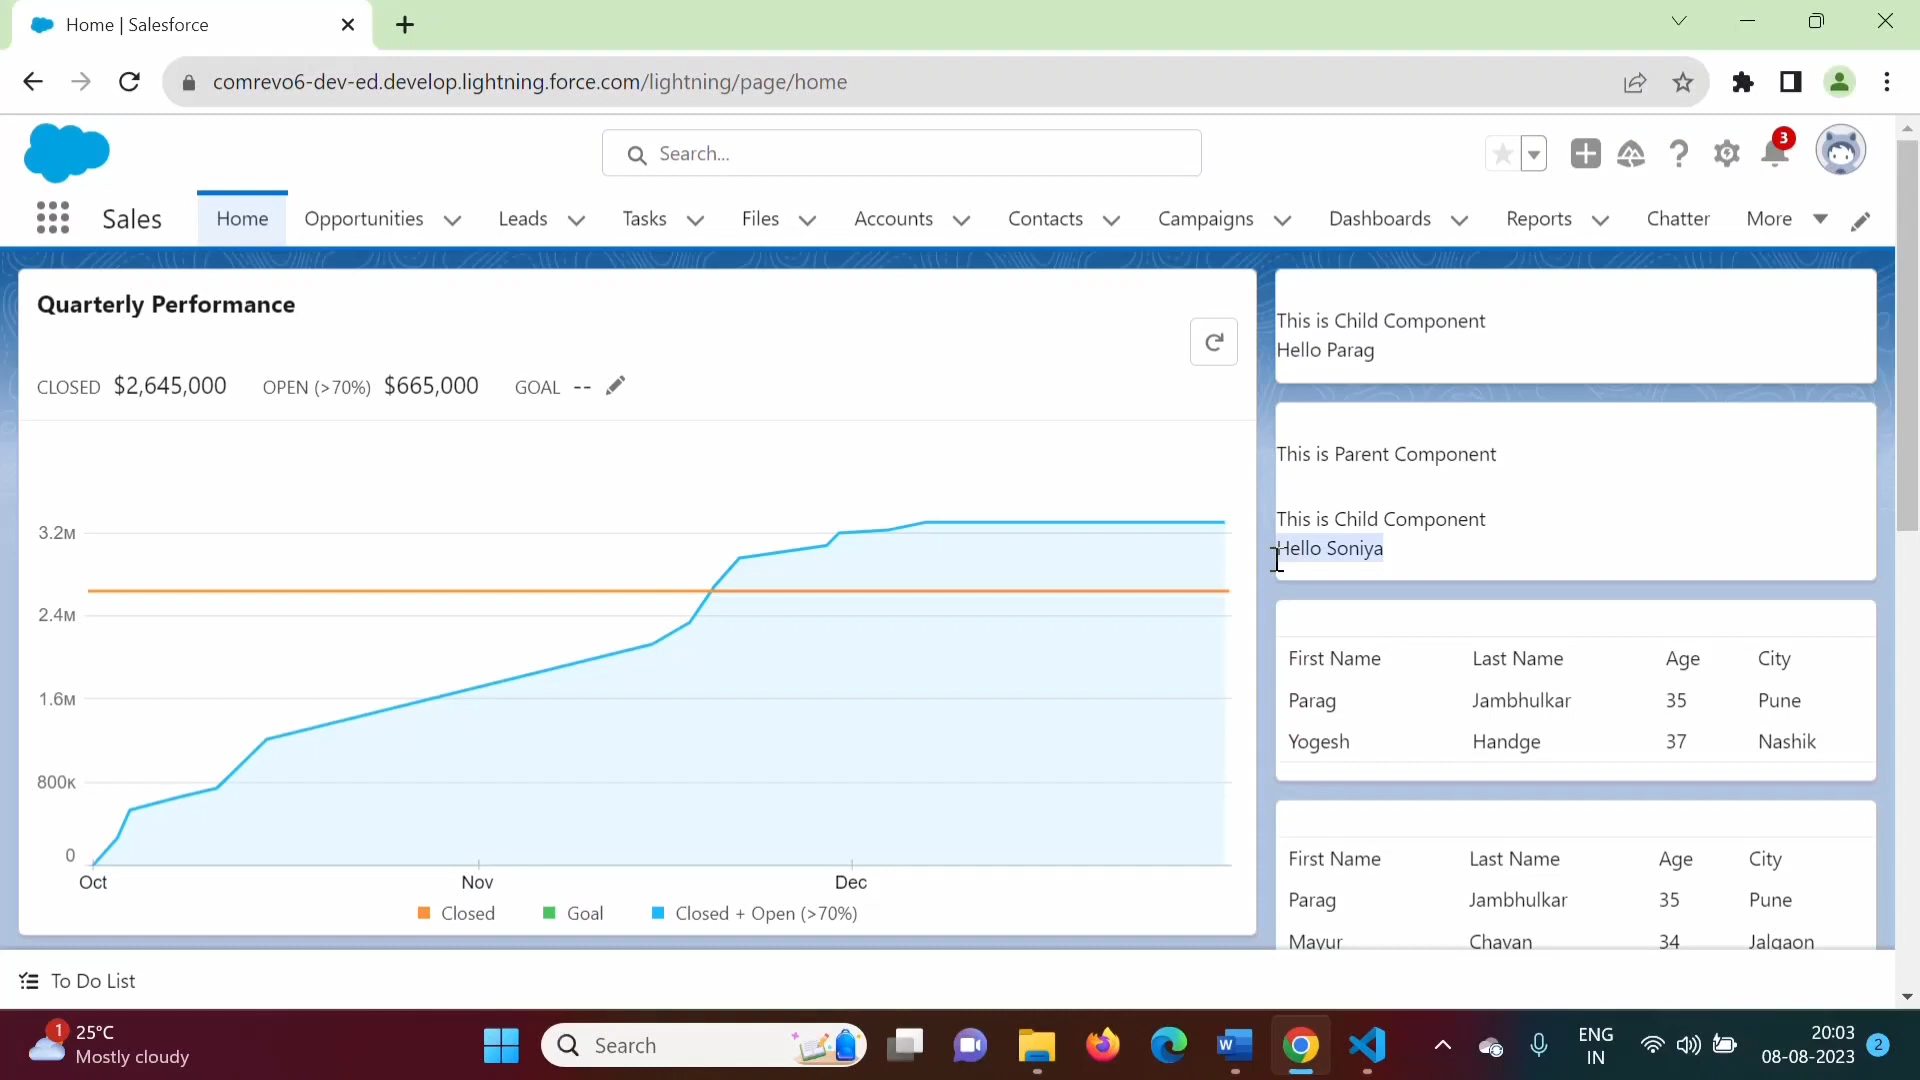 Home | Salesforce
comrevo6-dev-ed.develop.lightning.force.com/lightning/page/home
Search...
3
Sales Home Opportunities Leads Tasks Files Accounts Contacts Campaigns Dashboards Reports Chatter More
Quarterly Performance
CLOSED $2,645,000 OPEN (>70%) $665,000 GOAL --
3.2M
2.4M
1.6M
800K
0
Oct Nov Dec
Closed Goal Closed + Open (>70%)
This is Child Component
Hello Parag
This is Parent Component
This is Child Component
Hello Soniya
First Name Last Name Age City
Parag Jambhulkar 35 Pune
Yogesh Handge 37 Nashik
First Name Last Name Age City
Parag Jambhulkar 35 Pune
Mayur Chavan 34 Jalgaon
To Do List
1
25°C
Mostly cloudy
Search
W
ENG
IN
20:03
08-08-2023
2